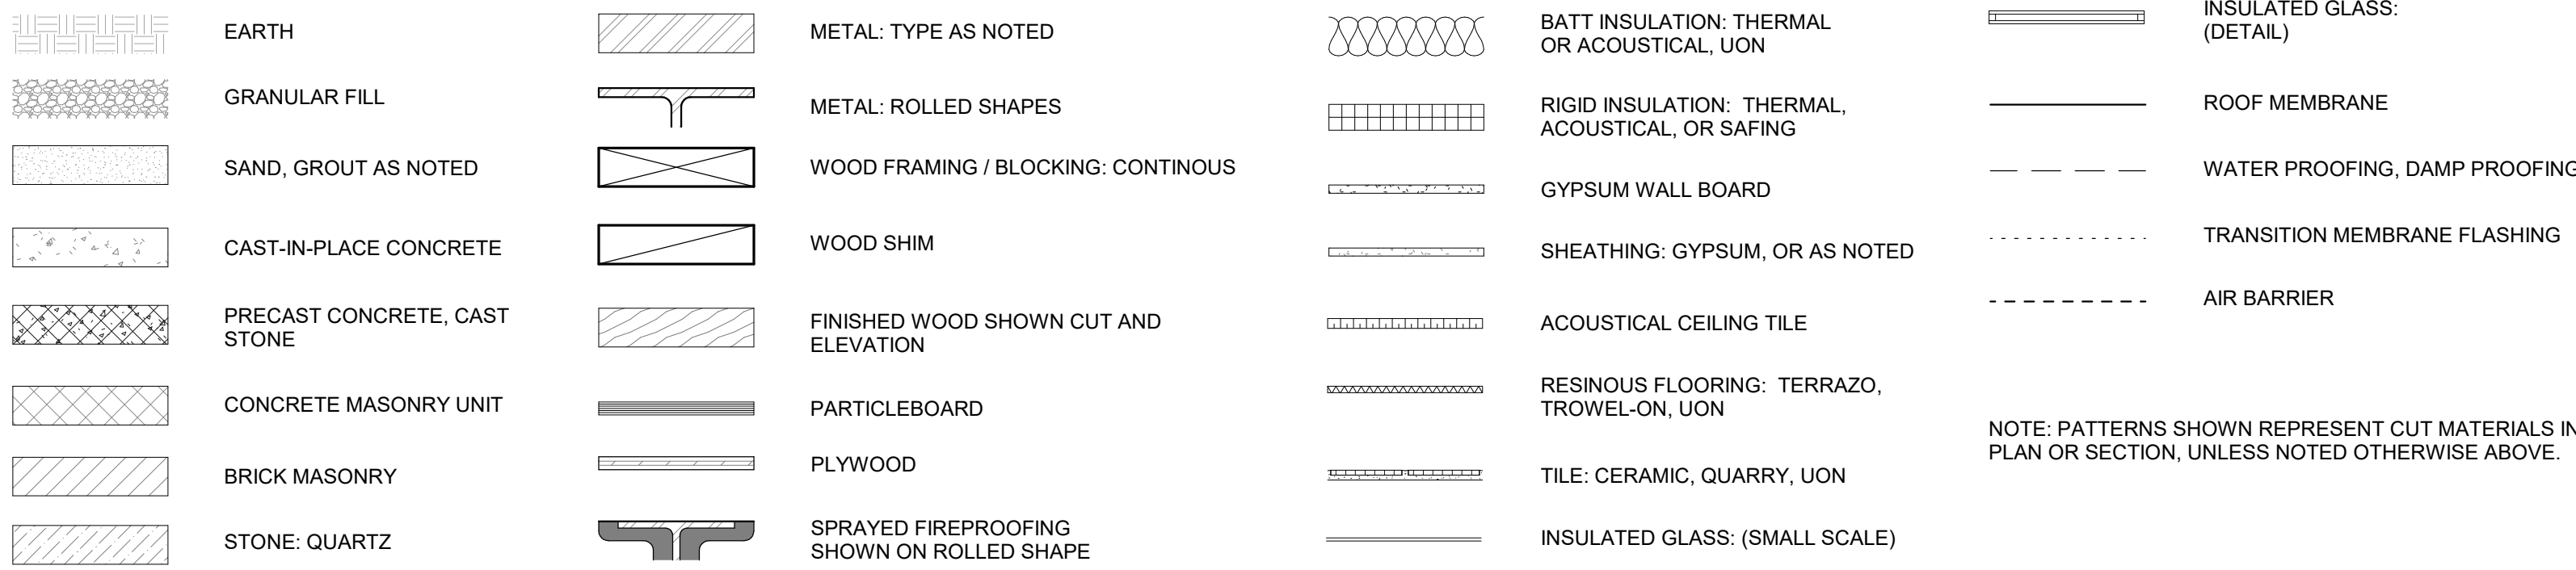 EARTH
GRANULAR FILL
SAND, GROUT AS NOTED
CAST-IN-PLACE CONCRETE
PRECAST CONCRETE, CAST
STONE
CONCRETE MASONRY UNIT
BRICK MASONRY
STONE: QUARTZ
METAL: TYPE AS NOTED
METAL: ROLLED SHAPES
WOOD FRAMING / BLOCKING: CONTINOUS
WOOD SHIM
FINISHED WOOD SHOWN CUT AND
ELEVATION
PARTICLEBOARD
PLYWOOD
SPRAYED FIREPROOFING
SHOWN ON ROLLED SHAPE
BATT INSULATION: THERMAL
OR ACOUSTICAL, UON
RIGID INSULATION: THERMAL,
ACOUSTICAL, OR SAFING
GYPSUM WALL BOARD
SHEATHING: GYPSUM, OR AS NOTED
ACOUSTICAL CEILING TILE
RESINOUS FLOORING: TERRAZO,
TROWEL-ON, UON
TILE: CERAMIC, QUARRY, UON
INSULATED GLASS: (SMALL SCALE)
INSULATED GLASS:
(DETAIL)
ROOF MEMBRANE
WATER PROOFING, DAMP PROOFING
TRANSITION MEMBRANE FLASHING
AIR BARRIER
NOTE: PATTERNS SHOWN REPRESENT CUT MATERIALS IN
PLAN OR SECTION, UNLESS NOTED OTHERWISE ABOVE.